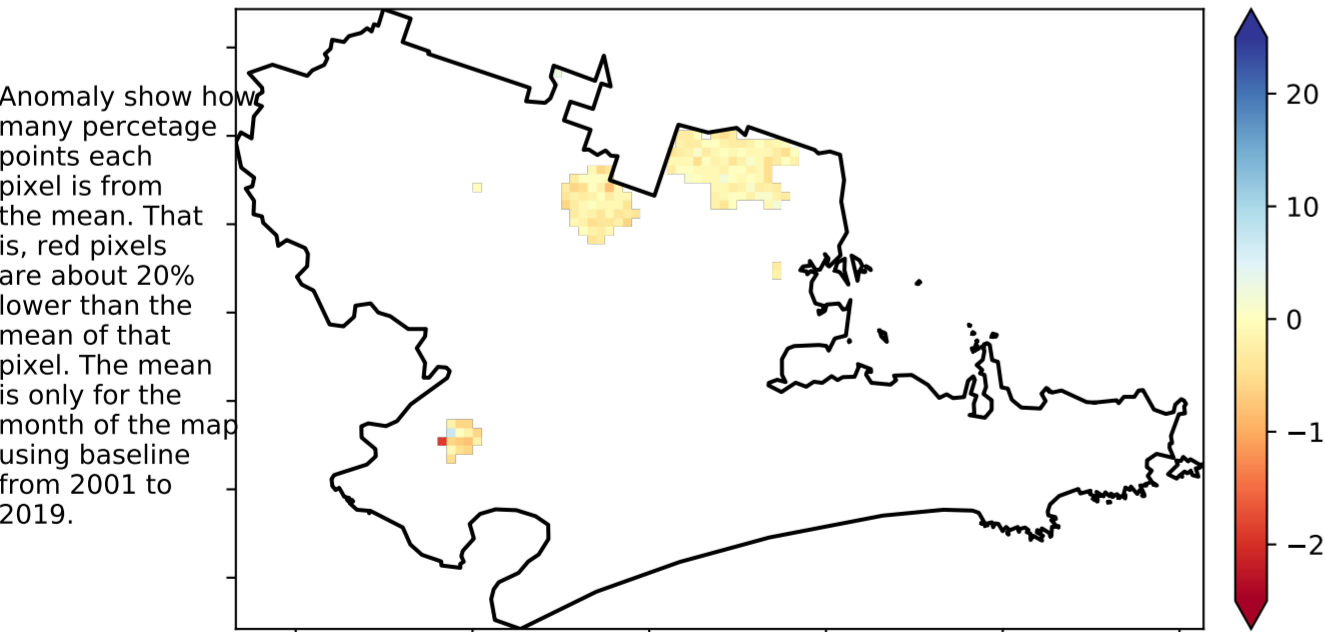 Anomaly show how
many percetage
points each
pixel is from
the mean. That
is, red pixels
are about 20%
lower than the
mean of that
pixel. The mean
is only for the
month of the map
using baseline
from 2001 to
2019.
20
10
0
−1
−2